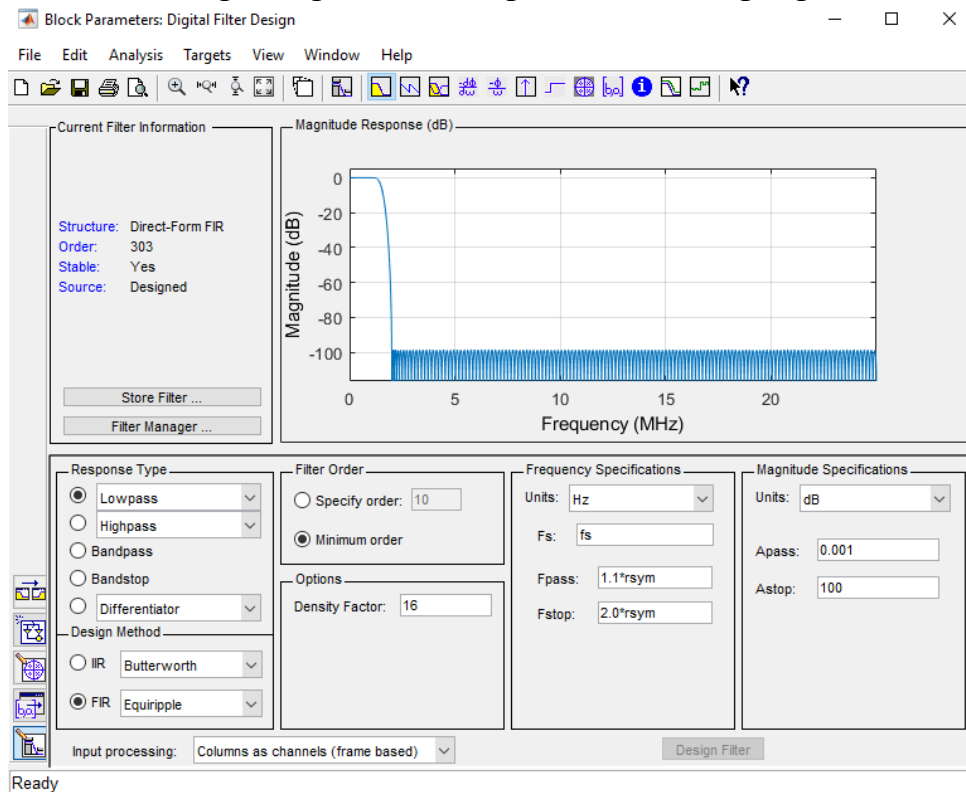 Block Parameters: Digital Filter Design
File Edit Analysis Targets View Window Help
Current Filter Information
Structure: Direct-Form FIR
Order: 303
Stable: Yes
Source: Designed
Store Filter ...
Filter Manager ...
Magnitude Response (dB)
0
-20
-40
-60
-80
-100
Magnitude (dB)
0 5 10 15 20
Frequency (MHz)
Response Type
Lowpass
Highpass
Bandpass
Bandstop
Differentiator
Design Method
IIR Butterworth
FIR Equiripple
Filter Order
Specify order: 10
Minimum order
Options
Density Factor: 16
Frequency Specifications
Units: Hz
Fs: fs
Fpass: 1.1*rsym
Fstop: 2.0*rsym
Magnitude Specifications
Units: dB
Apass: 0.001
Astop: 100
Input processing: Columns as channels (frame based)
Design Filter
Ready